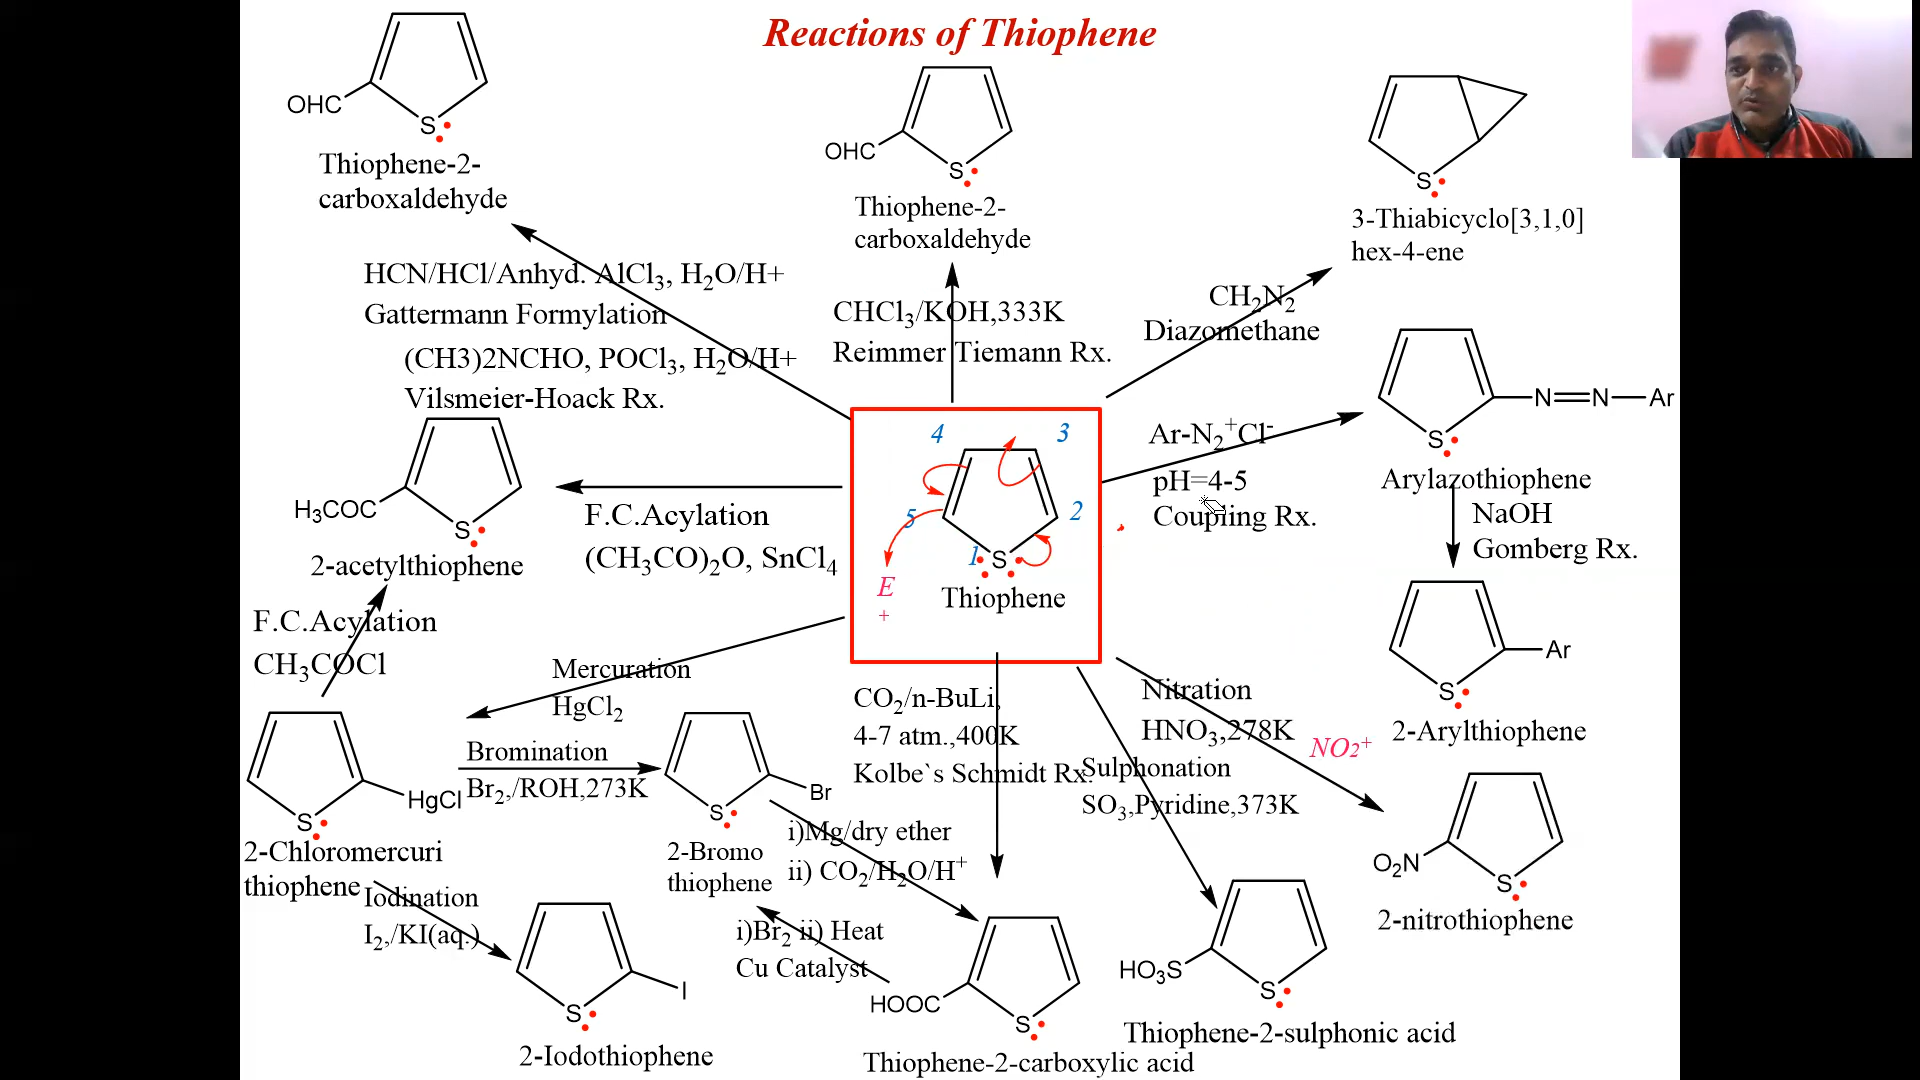 Reactions of Thiophene
OHC
S
Thiophene-2-
carboxaldehyde
OHC
S
Thiophene-2-
carboxaldehyde
S
3-Thiabicyclo[3,1,0]
hex-4-ene
HCN/HCl/Anhyd. AlCl₃, H₂O/H+
Gattermann Formylation
(CH3)2NCHO, POCl₃, H₂O/H+
Vilsmeier-Hoack Rx.
CHCl₃/KOH,333K
Reimmer Tiemann Rx.
CH₂N₂
Diazomethane
Ar-N₂⁺Cl⁻
pH=4-5
Coupling Rx.
S
N=N-Ar
Arylazothiophene
NaOH
Gomberg Rx.
S
Ar
2-Arylthiophene
H₃COC
S
2-acetylthiophene
F.C.Acylation
(CH₃CO)₂O, SnCl₄
4
3
5
2
1
S
E
+
Thiophene
F.C.Acylation
CH₃COCl
Mercuration
HgCl₂
S
HgCl
2-Chloromercuri
thiophene
Bromination
Br₂,/ROH,273K
S
Br
2-Bromo
thiophene
CO₂/n-BuLi,
4-7 atm.,400K
Kolbe`s Schmidt Rx.
i)Mg/dry ether
ii) CO₂/H₂O/H⁺
Nitration
HNO₃,278K
NO₂⁺
Sulphonation
SO₃,Pyridine,373K
O₂N
S
2-nitrothiophene
Iodination
I₂,/KI(aq.)
S
I
2-Iodothiophene
i)Br₂ ii) Heat
Cu Catalyst
HOOC
S
Thiophene-2-carboxylic acid
HO₃S
S
Thiophene-2-sulphonic acid